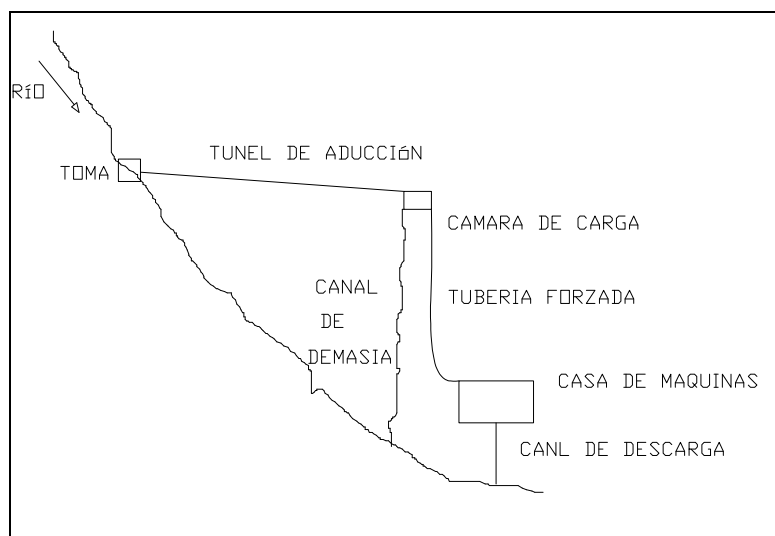 RíO
TUNEL DE ADUCCIóN
TOMA
CAMARA DE CARGA
CANAL
DE
DEMASIA
TUBERIA FORZADA
CASA DE MAQUINAS
CANL DE DESCARGA